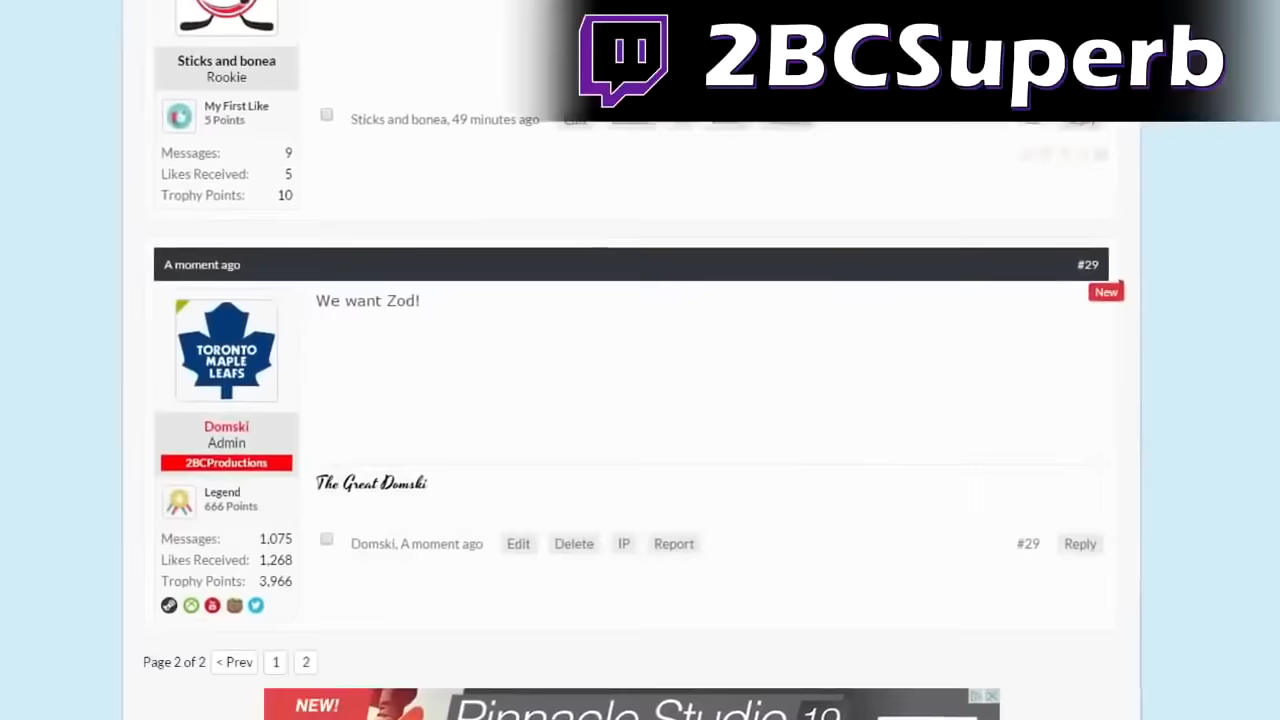 2BCSuperb
Sticks and bonea
Rookie
My First Like
5 Points
Sticks and bonea, 49 minutes ago
Messages: 9
Likes Received: 5
Trophy Points: 10
A moment ago #29
New
We want Zod!
TORONTO
MAPLE
LEAFS
Domski
Admin
2BCProductions
The Great Domski
Legend
666 Points
Messages: 1,075
Likes Received: 1,268
Trophy Points: 3,966
Domski, A moment ago Edit Delete IP Report #29 Reply
Page 2 of 2 < Prev 1 2
NEW! Pinnacle Studio 19